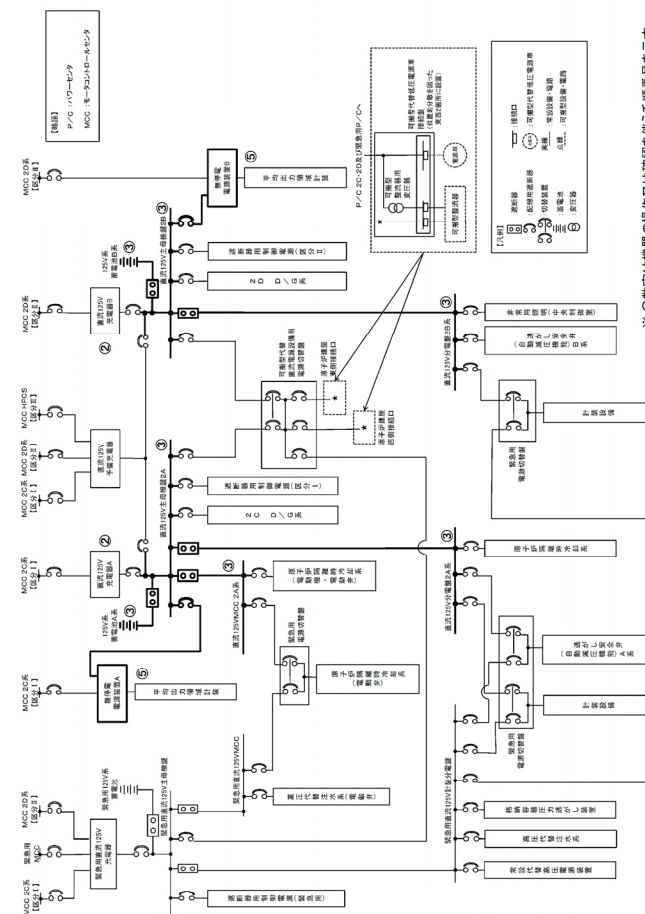 【略語】
P/C ：パワーセンタ
MCC ：モータコントロールセンタ
【凡例】
：遮断器
：配線用遮断器
：切替装置
：蓄電池
：変圧器
：接続口
：可搬型代替低圧電源車
実線 ：常設設備・電路
点線 ：可搬型設備・電路
P/C 2C・2D及び緊急用P/Cへ
可搬型代替低圧電源車
接続盤
（位置的分散を図った
東西2箇所に設置）
可搬型
整流器用
変圧器
電源車
可搬型整流器
MCC 2D系
【区分Ⅱ】
無停電
電源装置B
⑤
平均出力領域計装
125V系
蓄電池B系
③
直流125V主母線盤2B
③
遮断器用制御電源（区分Ⅱ）
2D D/G系
MCC 2D系
【区分Ⅱ】
直流125V
充電器B
②
可搬型代替
直流電源設備用
電源切替盤
原子炉建屋
東側接続口
原子炉建屋
西側接続口
③
直流125V分電盤2B系
非常用照明（中央制御室）
逃がし安全弁
（自動減圧機能）B系
緊急用
電源切替盤
計装設備
MCC HPCS
【区分Ⅲ】
MCC 2D系
【区分Ⅱ】
MCC 2C系
【区分Ⅰ】
直流125V
予備充電器
③
直流125V主母線盤2A
遮断器用制御電源（区分Ⅰ）
2C D/G系
MCC 2C系
【区分Ⅰ】
直流125V
充電器A
②
125V系
蓄電池A系
③
③
直流125VMCC 2A系
原子炉隔離時冷却系
（電動機・電動弁）
緊急用
電源切替盤
原子炉隔離時冷却系
（電動弁）
③
直流125V分電盤2A系
原子炉隔離時冷却系
逃がし安全弁
（自動減圧機能）A系
計装設備
緊急用
電源切替盤
MCC 2C系
【区分Ⅰ】
無停電
電源装置A
⑤
平均出力領域計装
緊急用直流125VMCC
高圧代替注水系（電動弁）
緊急用直流125V計装分電盤
格納容器圧力逃がし装置
高圧代替注水系
常設代替高圧電源装置
MCC 2D系
【区分Ⅱ】
緊急用
MCC
MCC 2C系
【区分Ⅰ】
緊急用直流125V
充電器
緊急用125V系
蓄電池
緊急用直流125V主母線盤
遮断器用制御電源（緊急用）